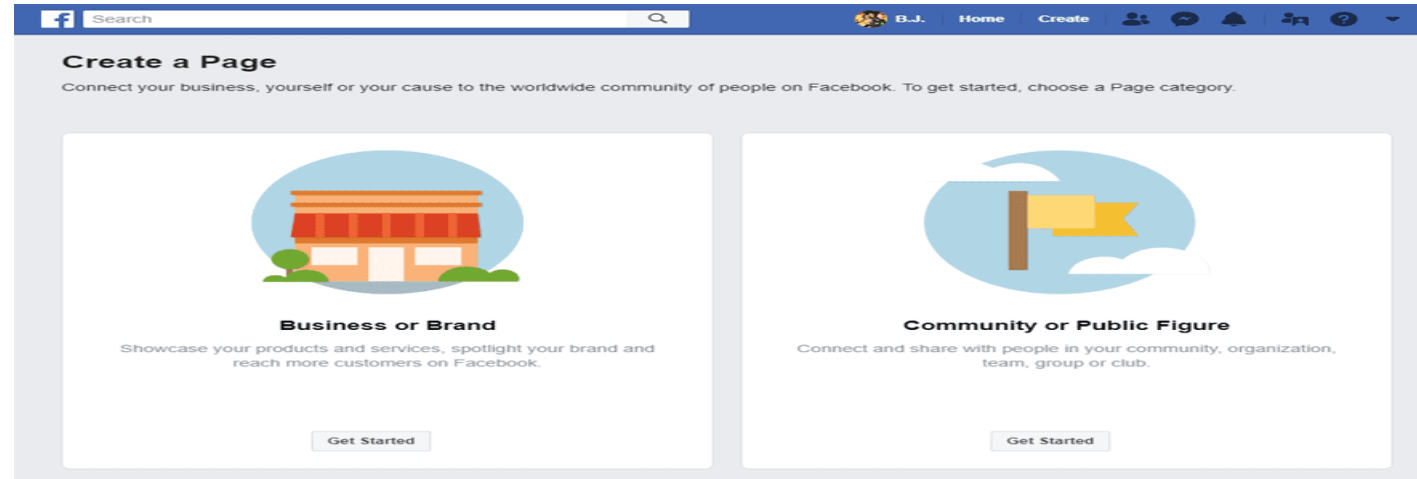 f Search B.J. Home Create
Create a Page
Connect your business, yourself or your cause to the worldwide community of people on Facebook. To get started, choose a Page category.
Business or Brand
Showcase your products and services, spotlight your brand and
reach more customers on Facebook.
Get Started
Community or Public Figure
Connect and share with people in your community, organization,
team, group or club.
Get Started